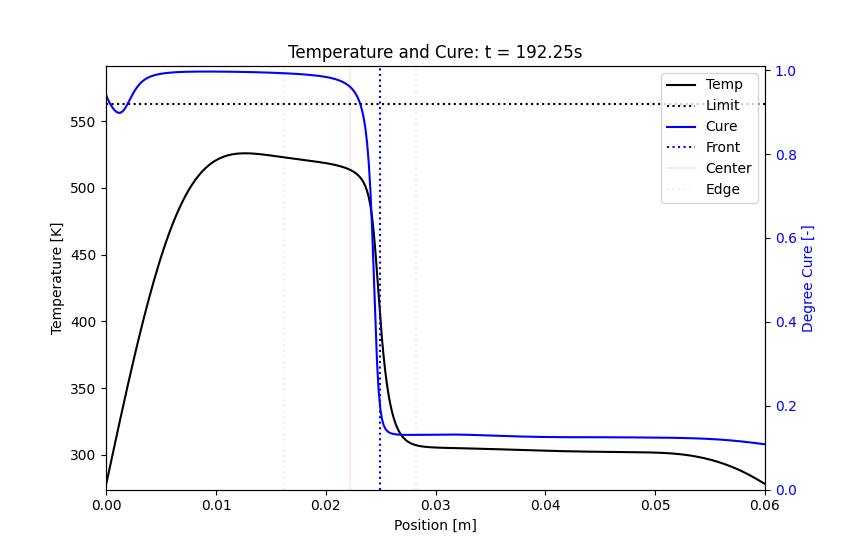 Temperature and Cure: t = 192.25s
Temp
Limit
Cure
Front
Center
Edge
Temperature [K]
550
500
450
400
350
300
Degree Cure [-]
1.0
0.8
0.6
0.4
0.2
0.0
0.00 0.01 0.02 0.03 0.04 0.05 0.06
Position [m]